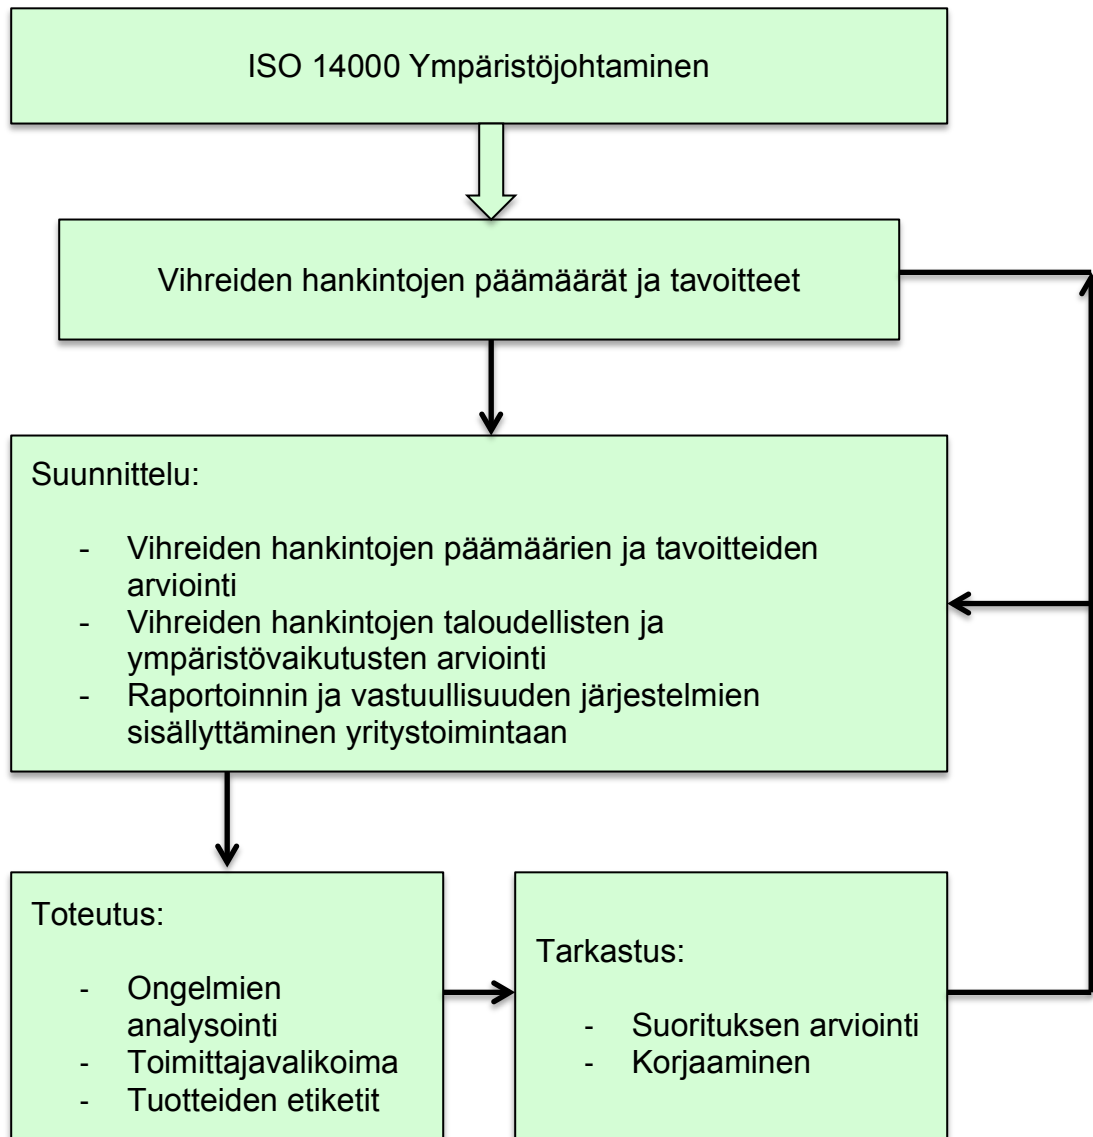 ISO 14000 Ympäristöjohtaminen
Vihreiden hankintojen päämäärät ja tavoitteet
Suunnittelu:
- Vihreiden hankintojen päämäärien ja tavoitteiden
arviointi
- Vihreiden hankintojen taloudellisten ja
ympäristövaikutusten arviointi
- Raportoinnin ja vastuullisuuden järjestelmien
sisällyttäminen yritystoimintaan
Toteutus:
- Ongelmien
analysointi
- Toimittajavalikoima
- Tuotteiden etiketit
Tarkastus:
- Suorituksen arviointi
- Korjaaminen